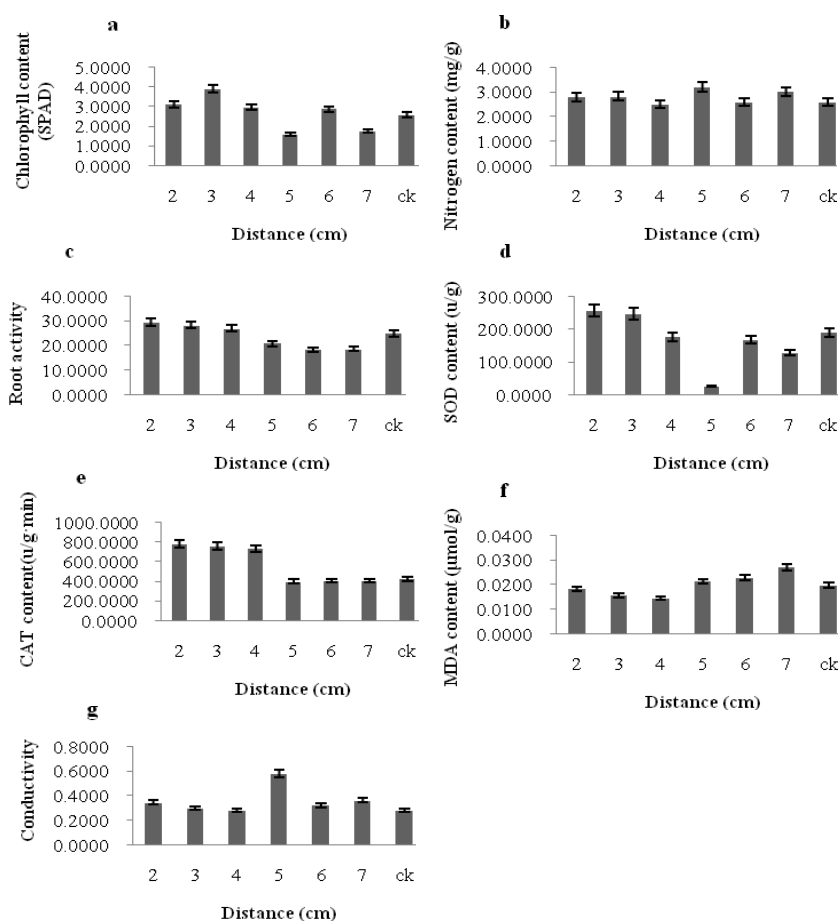 a
Chlorophyll content
(SPAD)
5.0000
4.0000
3.0000
2.0000
1.0000
0.0000
2 3 4 5 6 7 ck
Distance (cm)
b
Nitrogen content (mg/g)
4.0000
3.0000
2.0000
1.0000
0.0000
2 3 4 5 6 7 ck
Distance (cm)
c
Root activity
40.0000
30.0000
20.0000
10.0000
0.0000
2 3 4 5 6 7 ck
Distance (cm)
d
SOD content (u/g)
300.0000
200.0000
100.0000
0.0000
2 3 4 5 6 7 ck
Distance (cm)
e
CAT content(u/g·min)
1000.0000
800.0000
600.0000
400.0000
200.0000
0.0000
2 3 4 5 6 7 ck
Distance (cm)
f
MDA content (μmol/g)
0.0400
0.0300
0.0200
0.0100
0.0000
2 3 4 5 6 7 ck
Distance (cm)
g
Conductivity
0.8000
0.6000
0.4000
0.2000
0.0000
2 3 4 5 6 7 ck
Distance (cm)